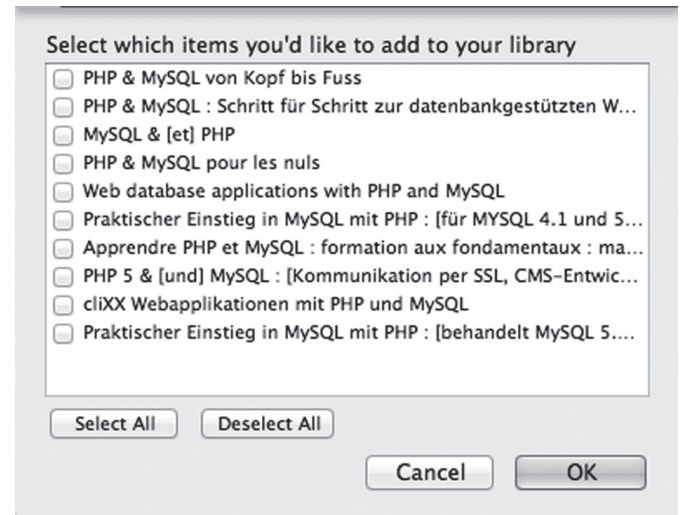 Select which items you'd like to add to your library
PHP & MySQL von Kopf bis Fuss
PHP & MySQL : Schritt für Schritt zur datenbankgestützten W...
MySQL & [et] PHP
PHP & MySQL pour les nuls
Web database applications with PHP and MySQL
Praktischer Einstieg in MySQL mit PHP : [für MYSQL 4.1 und 5...
Apprendre PHP et MySQL : formation aux fondamentaux : ma...
PHP 5 & [und] MySQL : [Kommunikation per SSL, CMS-Entwic...
cliXX Webapplikationen mit PHP und MySQL
Praktischer Einstieg in MySQL mit PHP : [behandelt MySQL 5....
Select All Deselect All
Cancel OK